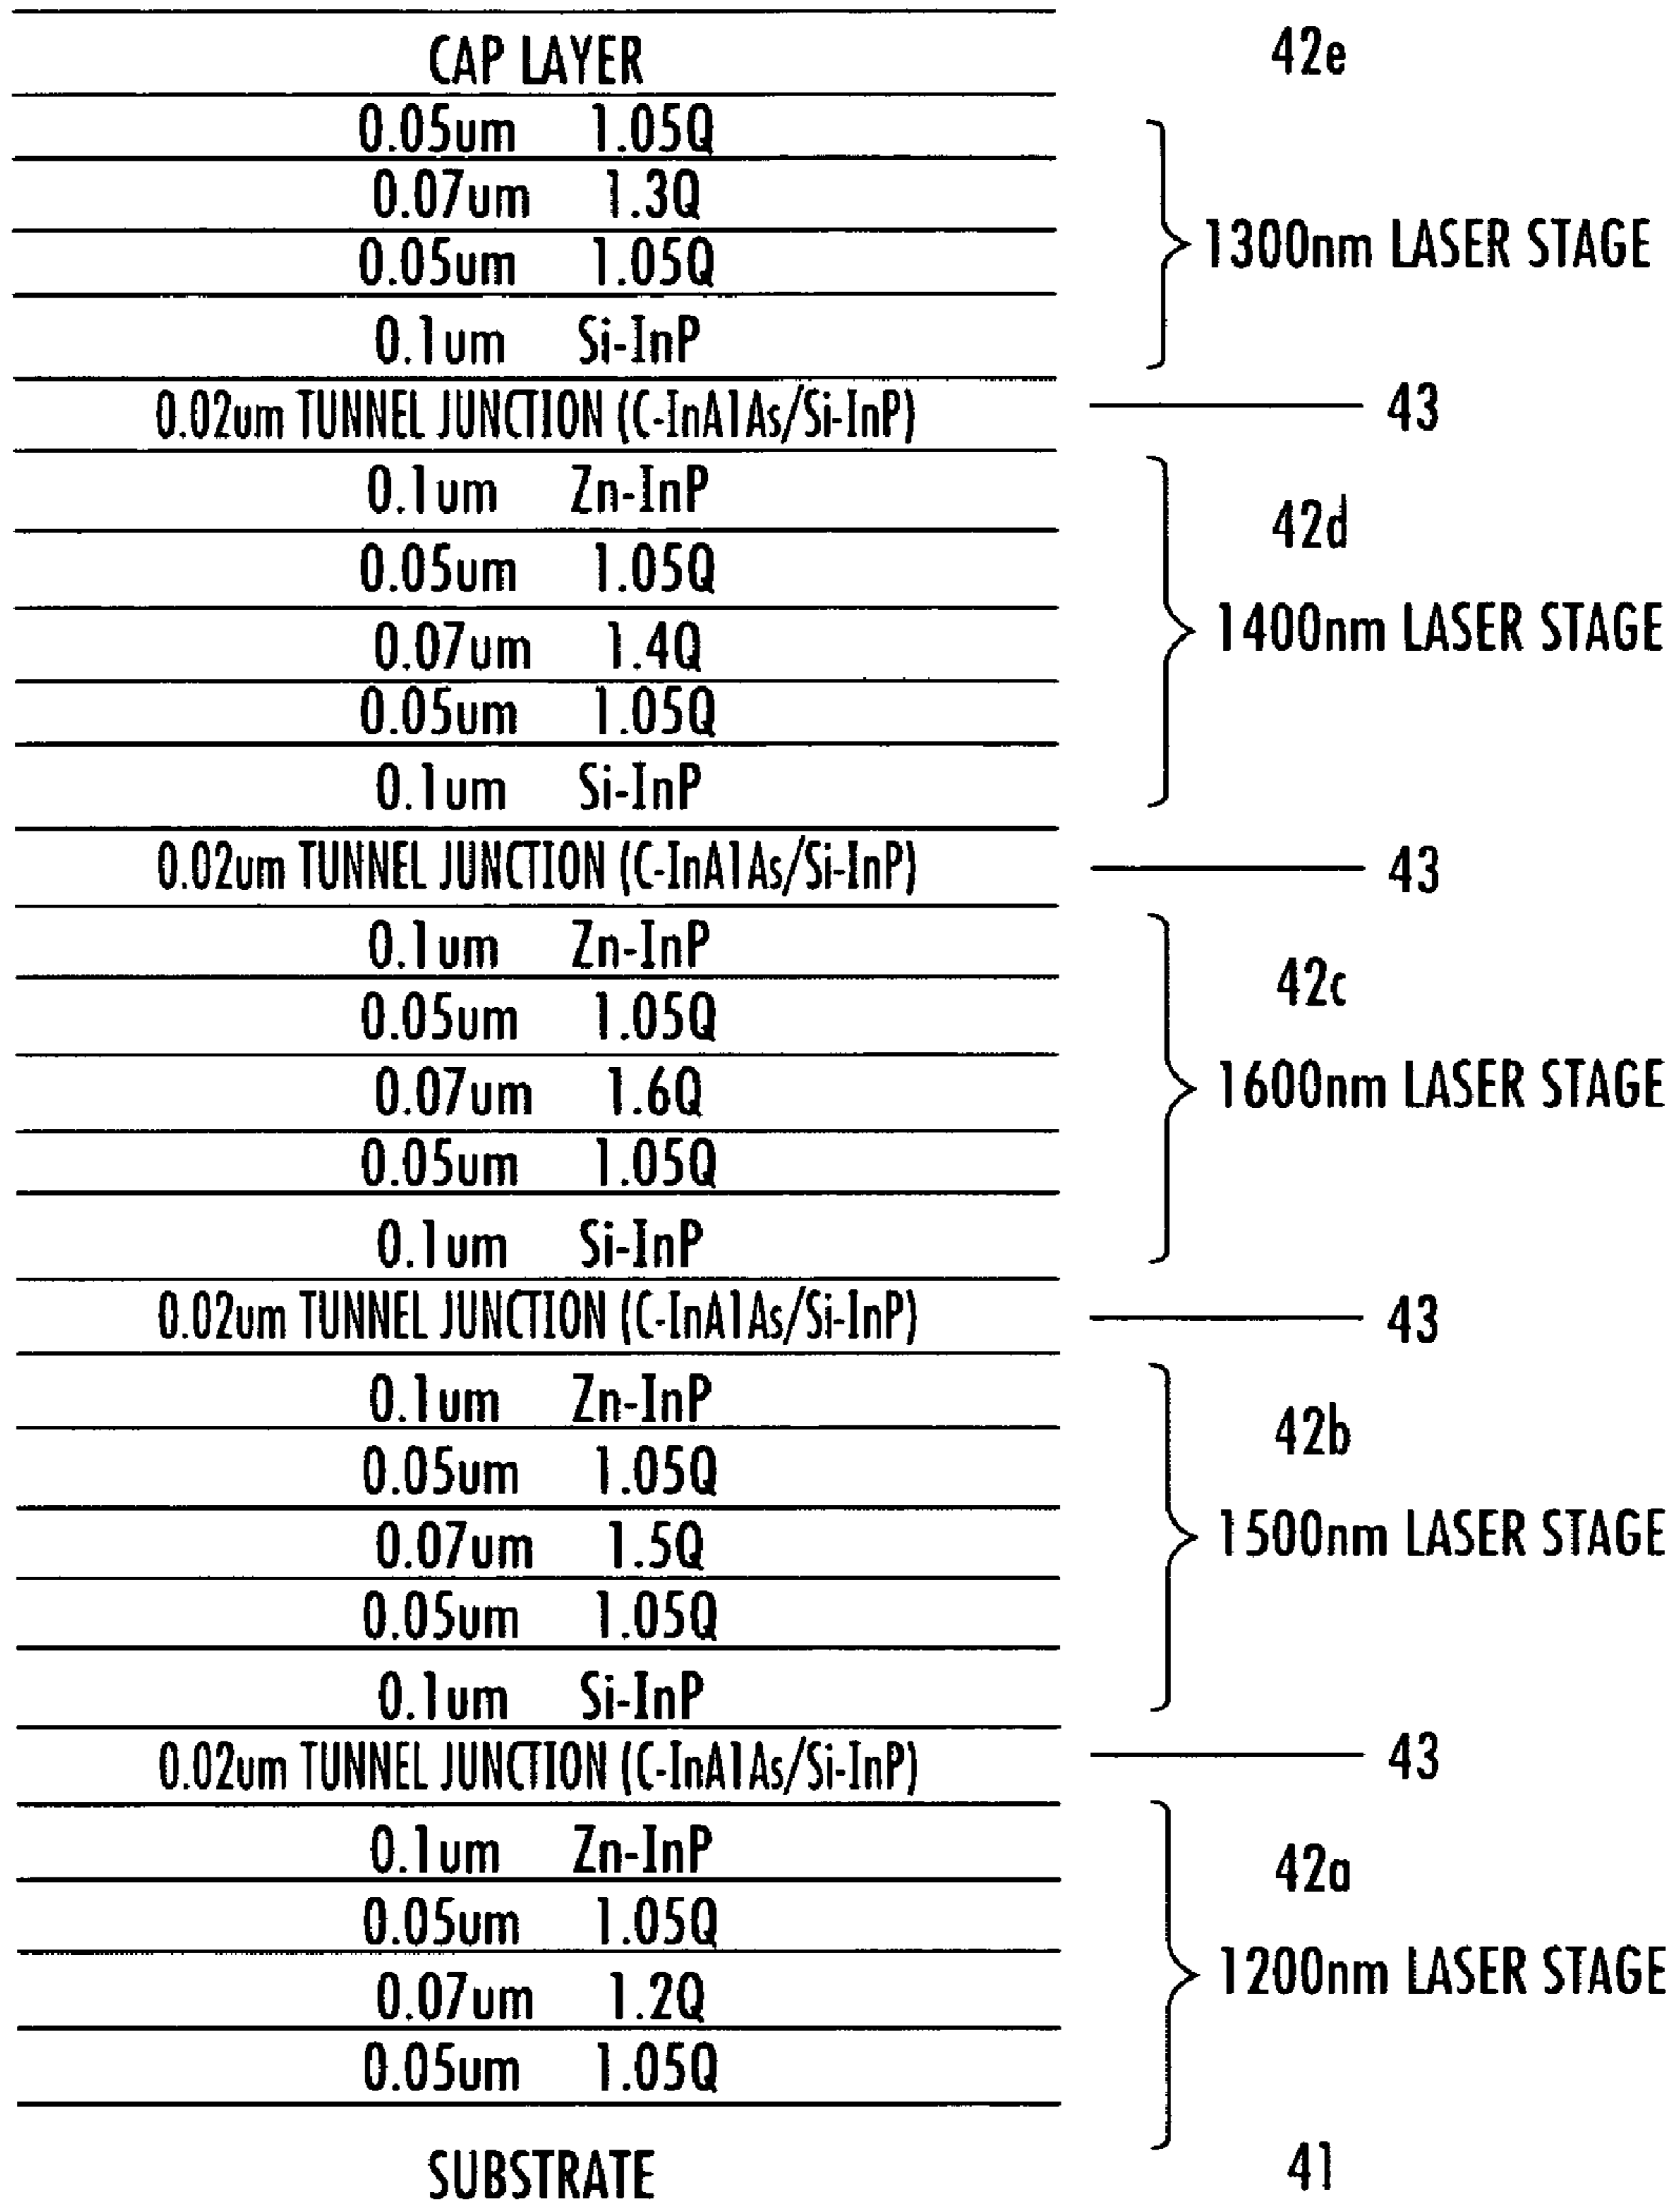 CAP LAYER 42e
0.05um 1.05Q
0.07um 1.3Q
1300nm LASER STAGE
0.05um 1.05Q
0.1um Si-InP
0.02um TUNNEL JUNCTION (C-InAlAs/Si-InP) 43
0.1um Zn-InP
42d
0.05um 1.05Q
0.07um 1.4Q
1400nm LASER STAGE
0.05um 1.05Q
0.1um Si-InP
0.02um TUNNEL JUNCTION (C-InAlAs/Si-InP) 43
0.1um Zn-InP
42c
0.05um 1.05Q
0.07um 1.6Q
1600nm LASER STAGE
0.05um 1.05Q
0.1um Si-InP
0.02um TUNNEL JUNCTION (C-InAlAs/Si-InP) 43
0.1um Zn-InP
42b
0.05um 1.05Q
0.07um 1.5Q
1500nm LASER STAGE
0.05um 1.05Q
0.1um Si-InP
0.02um TUNNEL JUNCTION (C-InAlAs/Si-InP) 43
0.1um Zn-InP
42a
0.05um 1.05Q
0.07um 1.2Q
1200nm LASER STAGE
0.05um 1.05Q
SUBSTRATE 41